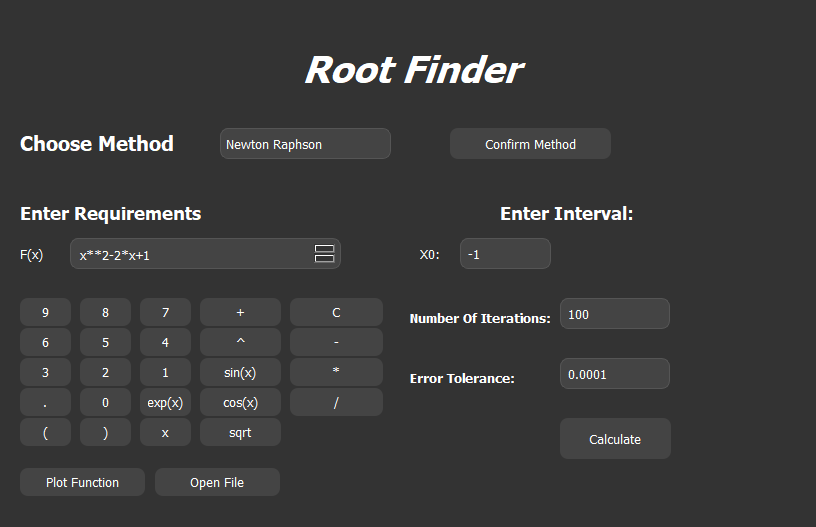 Root Finder
Choose Method Newton Raphson Confirm Method
Enter Requirements Enter Interval:
F(x) x**2-2*x+1 X0: -1
9 8 7 + C
Number Of Iterations: 100
6 5 4 ^ -
3 2 1 sin(x) *
Error Tolerance: 0.0001
. 0 exp(x) cos(x) /
( ) x sqrt
Calculate
Plot Function Open File